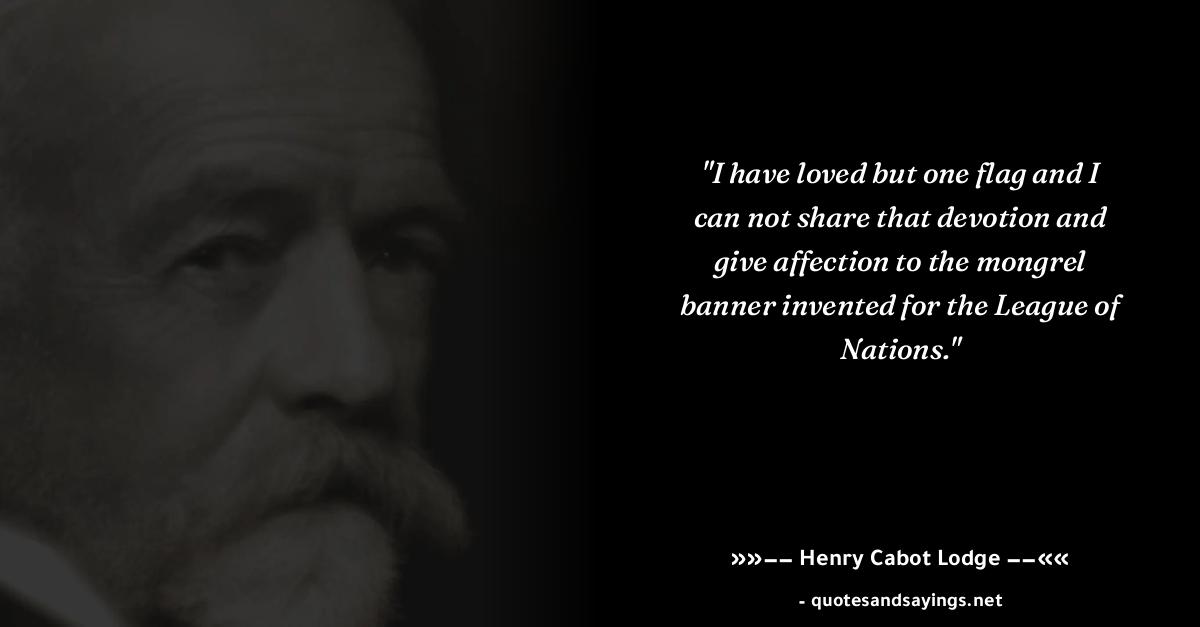 "I have loved but one flag and I
can not share that devotion and
give affection to the mongrel
banner invented for the League of
Nations."
»»−− Henry Cabot Lodge −−««
- quotesandsayings.net